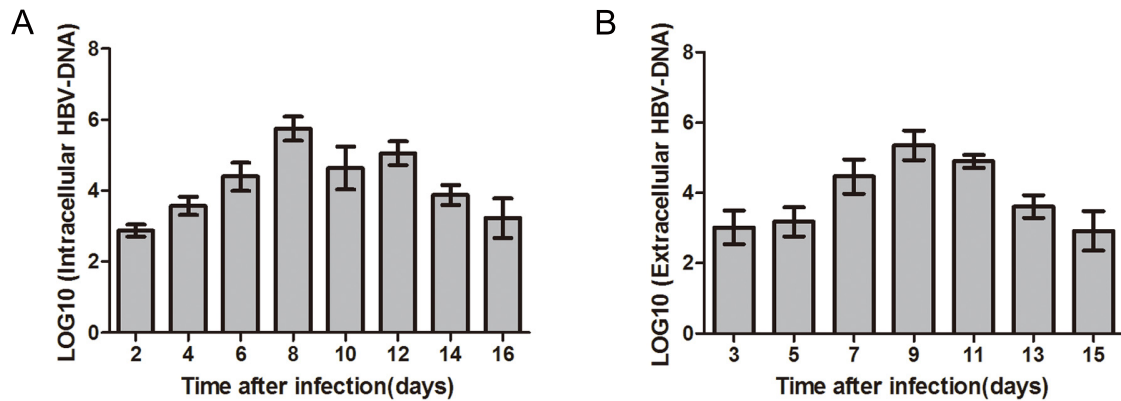 A
LOG10 (Intracellular HBV-DNA)
8
6
4
2
0
2 4 6 8 10 12 14 16
Time after infection(days)
B
LOG10 (Extracellular HBV-DNA)
8
6
4
2
0
3 5 7 9 11 13 15
Time after infection(days)